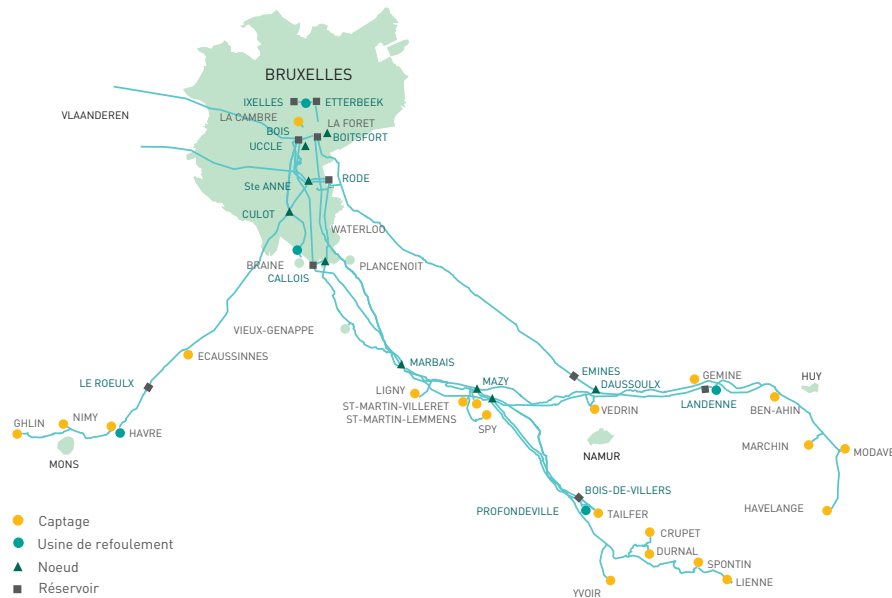 BRUXELLES
IXELLES
ETTERBEEK
VLAANDEREN
LA CAMBRE
LA FORET
BOIS
BOITSFORT
UCCLE
Ste ANNE
RODE
CULOT
WATERLOO
BRAINE
PLANCENOIT
CALLOIS
VIEUX-GENAPPE
ECAUSSINNES
MARBAIS
EMINES
LE ROEULX
DAUSSOULX
GEMINE
HUY
MAZY
LIGNY
ST-MARTIN-VILLERET
ST-MARTIN-LEMMENS
SPY
VEDRIN
LANDENNE
BEN-AHIN
GHLIN
NIMY
HAVRE
MONS
NAMUR
MARCHIN
MODAVE
BOIS-DE-VILLERS
PROFONDEVILLE
TAILFER
HAVELANGE
CRUPET
DURNAL
SPONTIN
LIENNE
YVOIR
Captage
Usine de refoulement
Noeud
Réservoir